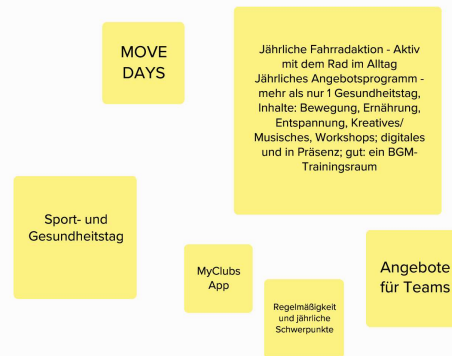 MOVE
DAYS
Jährliche Fahrradaktion - Aktiv
mit dem Rad im Alltag
Jährliches Angebotsprogramm -
mehr als nur 1 Gesundheitstag,
Inhalte: Bewegung, Ernährung,
Entspannung, Kreatives/
Musisches, Workshops; digitales
und in Präsenz; gut: ein BGM-
Trainingsraum
Sport- und
Gesundheitstag
MyClubs
App
Regelmäßigkeit
und jährliche
Schwerpunkte
Angebote
für Teams